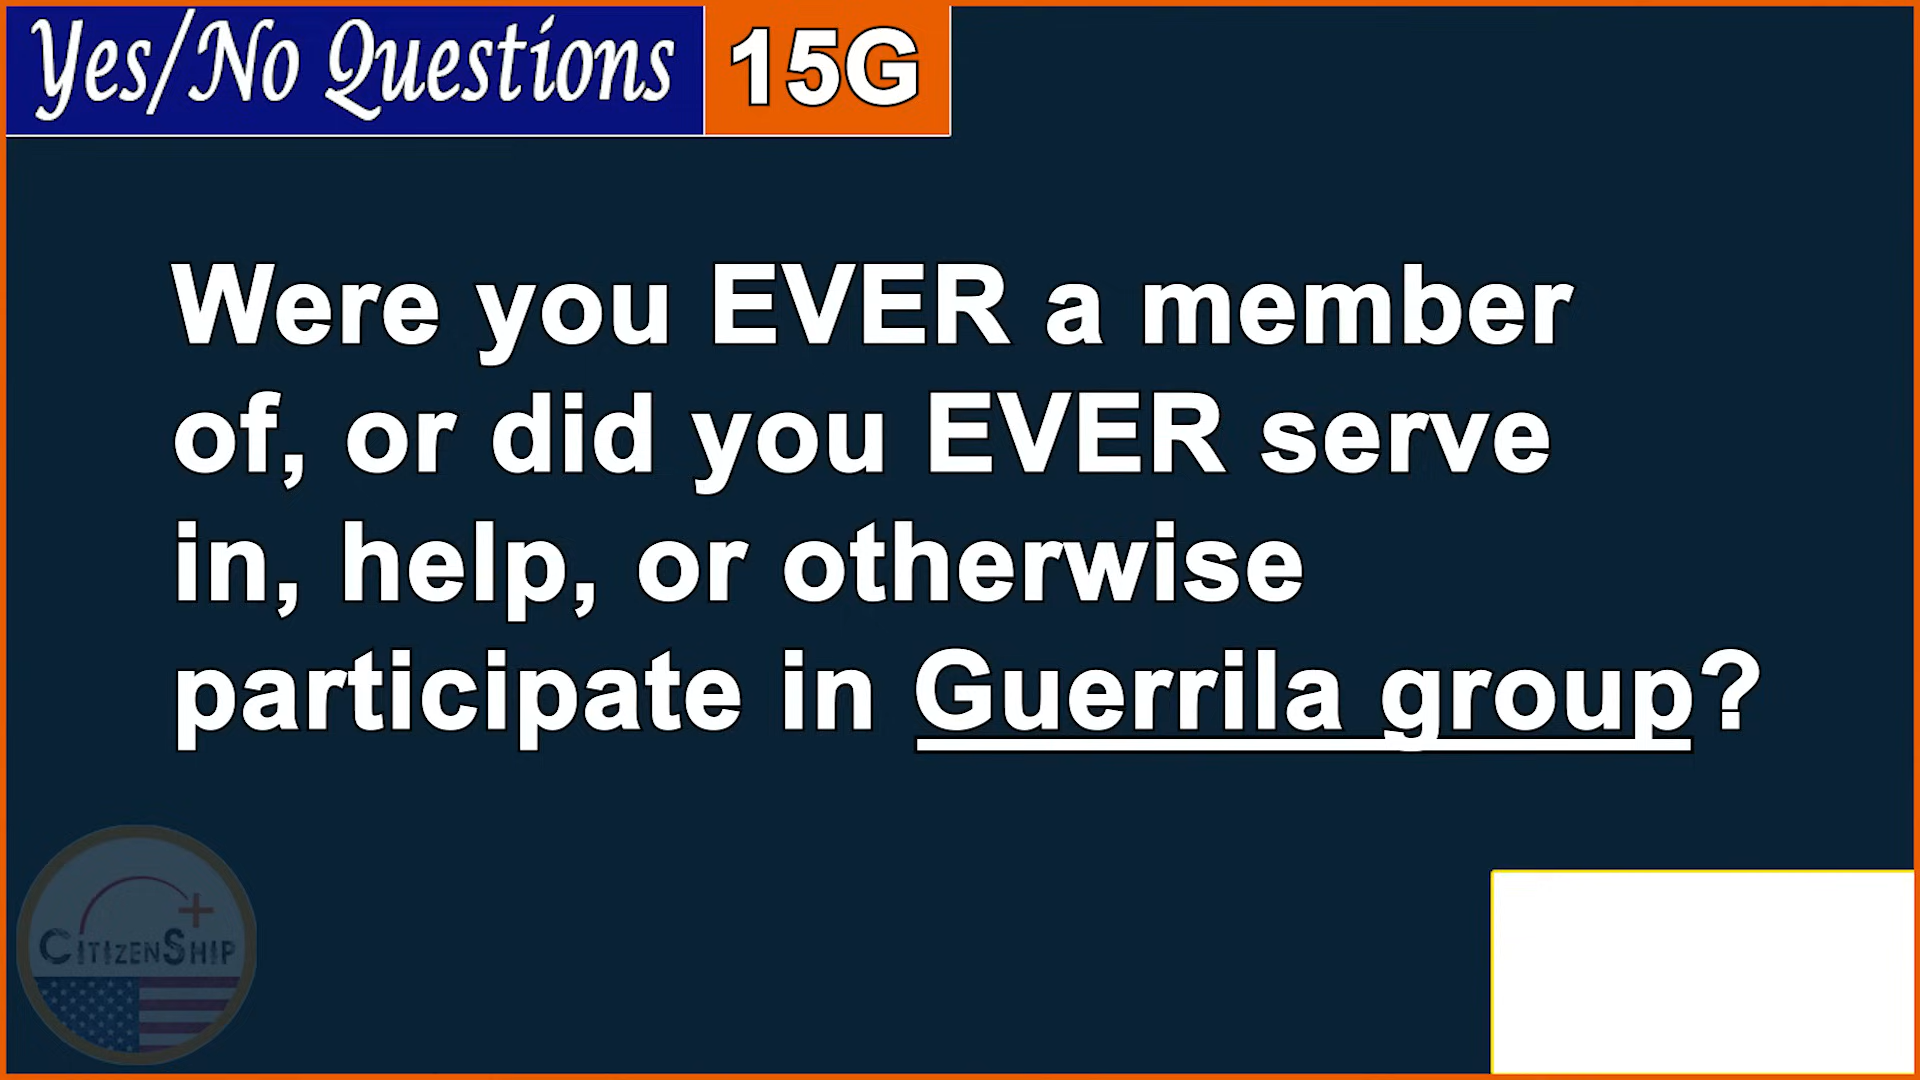 Yes/No Questions 15G
Were you EVER a member
of, or did you EVER serve
in, help, or otherwise
participate in Guerrila group?
CITIZENSHIP